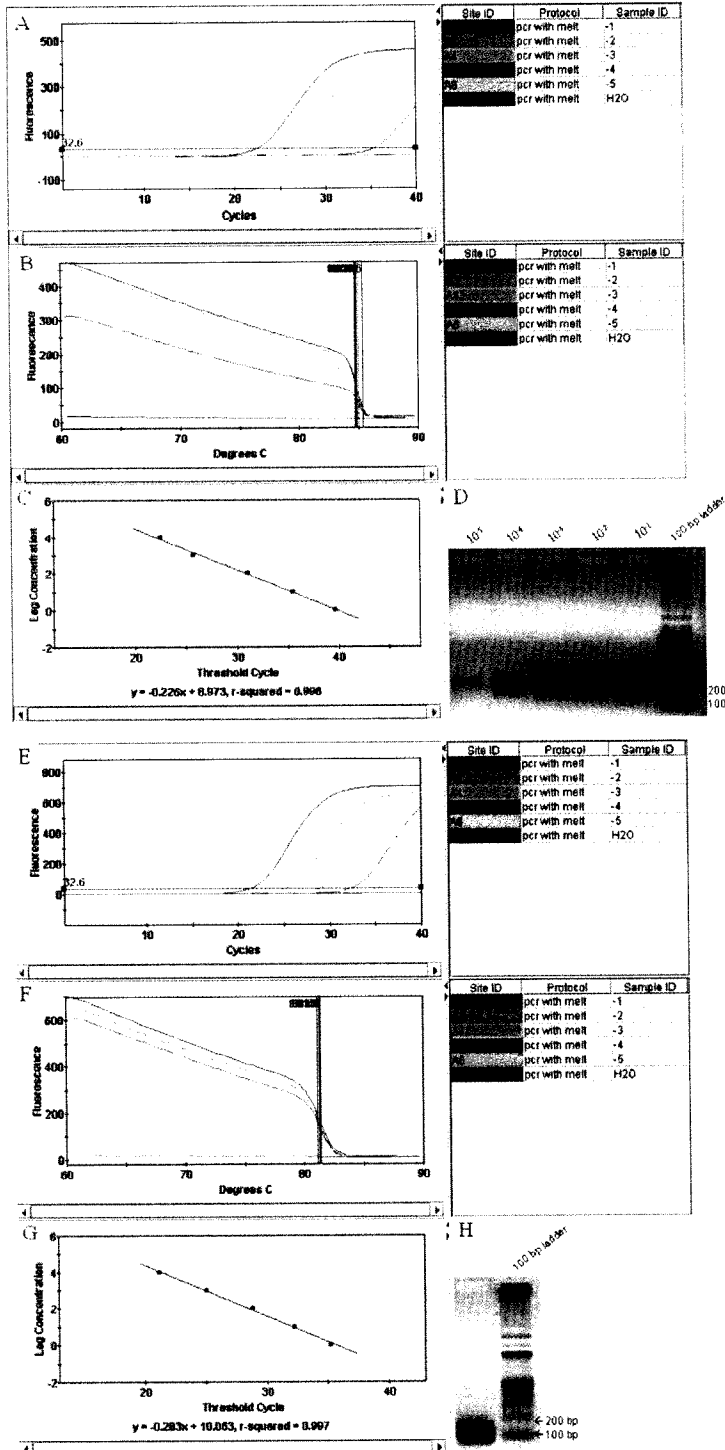 A
Fluorescence
500
300
100
-100
32.6
10 20 30 40
Cycles
Site ID Protocol Sample ID
pcr with melt -1
pcr with melt -2
pcr with melt -3
pcr with melt -4
pcr with melt -5
pcr with melt H2O
B
Fluorescence
400
300
200
100
0
60 70 80 90
Degrees C
Site ID Protocol Sample ID
pcr with melt -1
pcr with melt -2
pcr with melt -3
pcr with melt -4
pcr with melt -5
pcr with melt H2O
C
Log Concentration
6
4
2
0
-2
20 30 40
Threshold Cycle
y = -0.226x + 8.973, r-squared = 0.996
D
100 bp ladder
200
100
E
Fluorescence
800
600
400
200
0
32.6
10 20 30 40
Cycles
Site ID Protocol Sample ID
pcr with melt -1
pcr with melt -2
pcr with melt -3
pcr with melt -4
pcr with melt -5
pcr with melt H2O
F
Fluorescence
600
400
200
0
60 70 80 90
Degrees C
Site ID Protocol Sample ID
pcr with melt -1
pcr with melt -2
pcr with melt -3
pcr with melt -4
pcr with melt -5
pcr with melt H2O
G
Log Concentration
6
4
2
0
-2
20 30 40
Threshold Cycle
y = -0.283x + 10.063, r-squared = 0.997
H
100 bp ladder
200 bp
100 bp